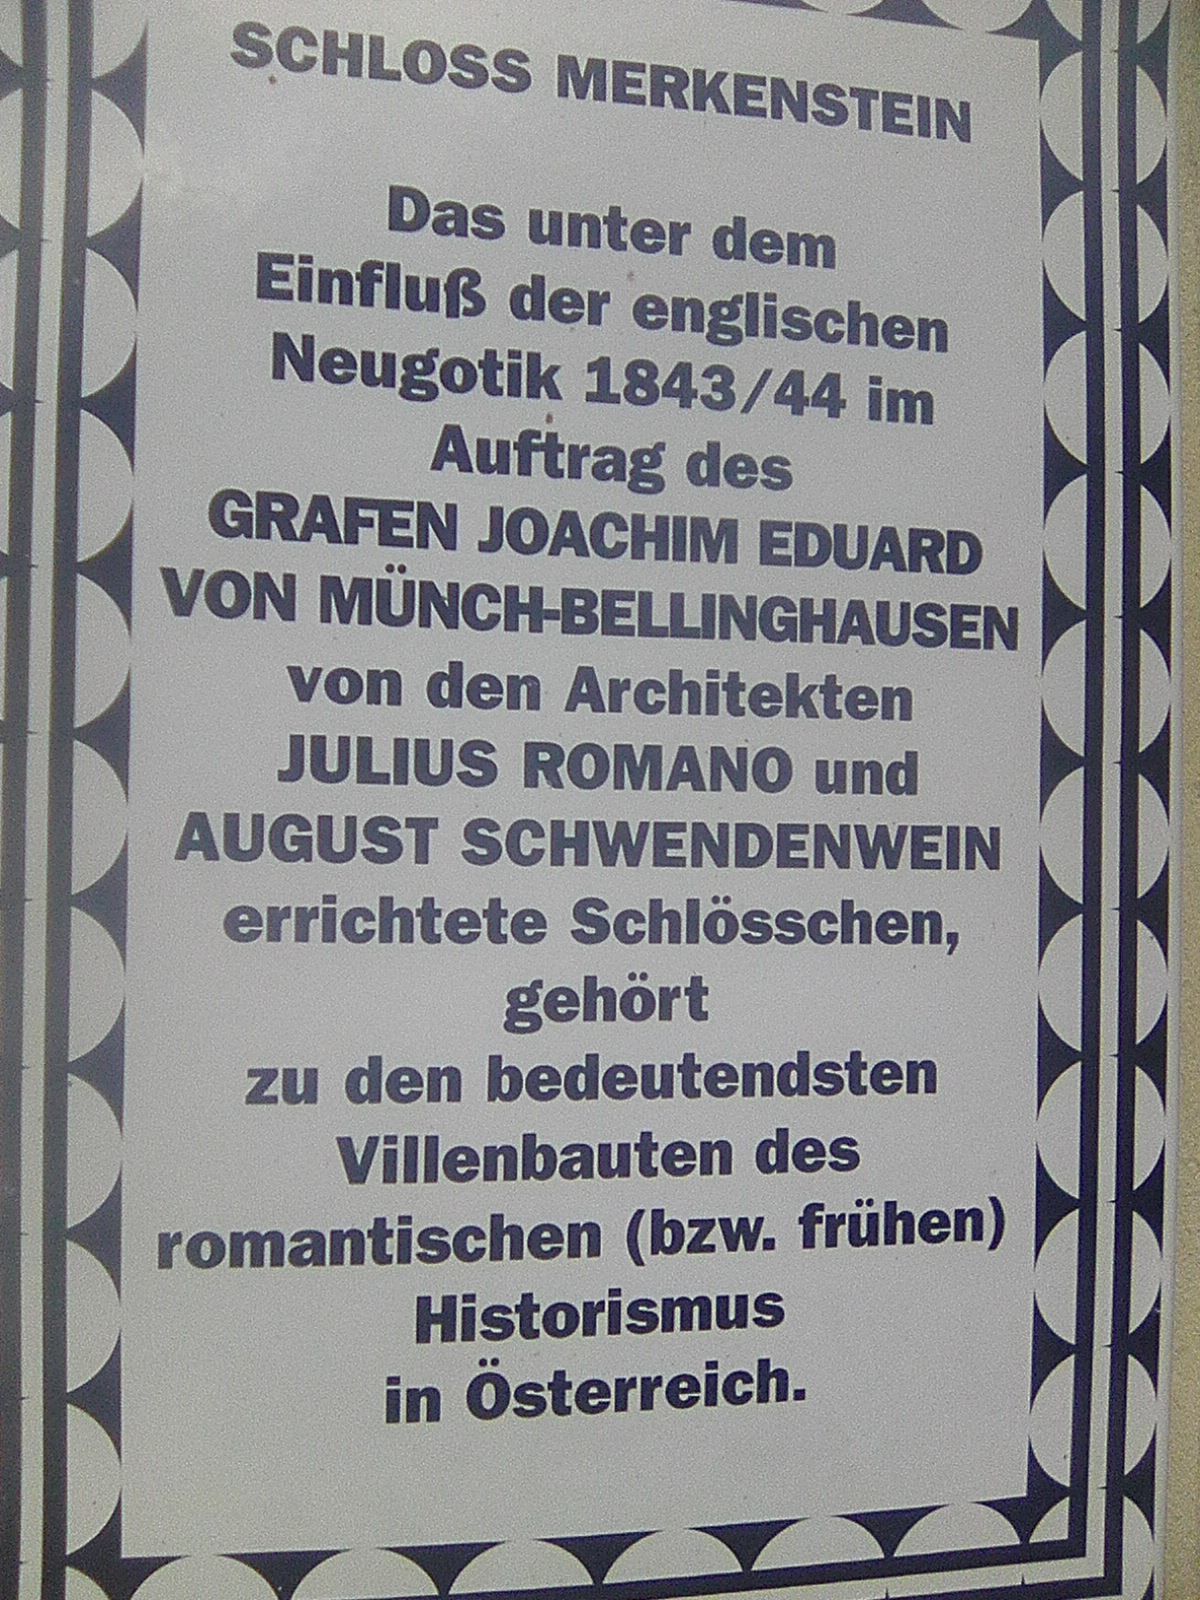 SCHLOSS MERKENSTEIN
Das unter dem
Einfluß der englischen
Neugotik 1843/44 im
Auftrag des
GRAFEN JOACHIM EDUARD
VON MÜNCH-BELLINGHAUSEN
von den Architekten
JULIUS ROMANO und
AUGUST SCHWENDENWEIN
errichtete Schlösschen,
gehört
zu den bedeutendsten
Villenbauten des
romantischen (bzw. frühen)
Historismus
in Österreich.